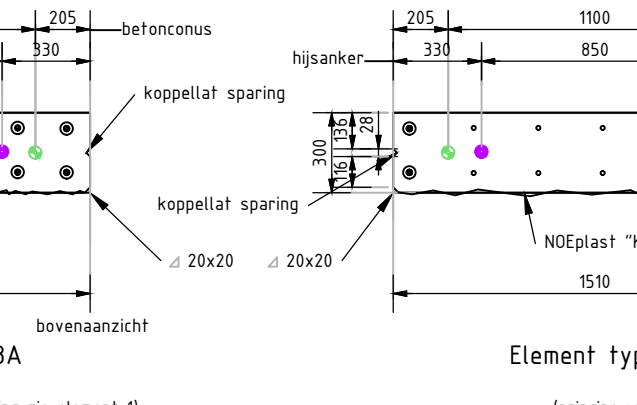 205
betonconus
330
koppellat sparing
20x20
bovenaanzicht
205
1100
hijsanker
330
850
300
136
28
116
koppellat sparing
20x20
NOEplast
1510
Element